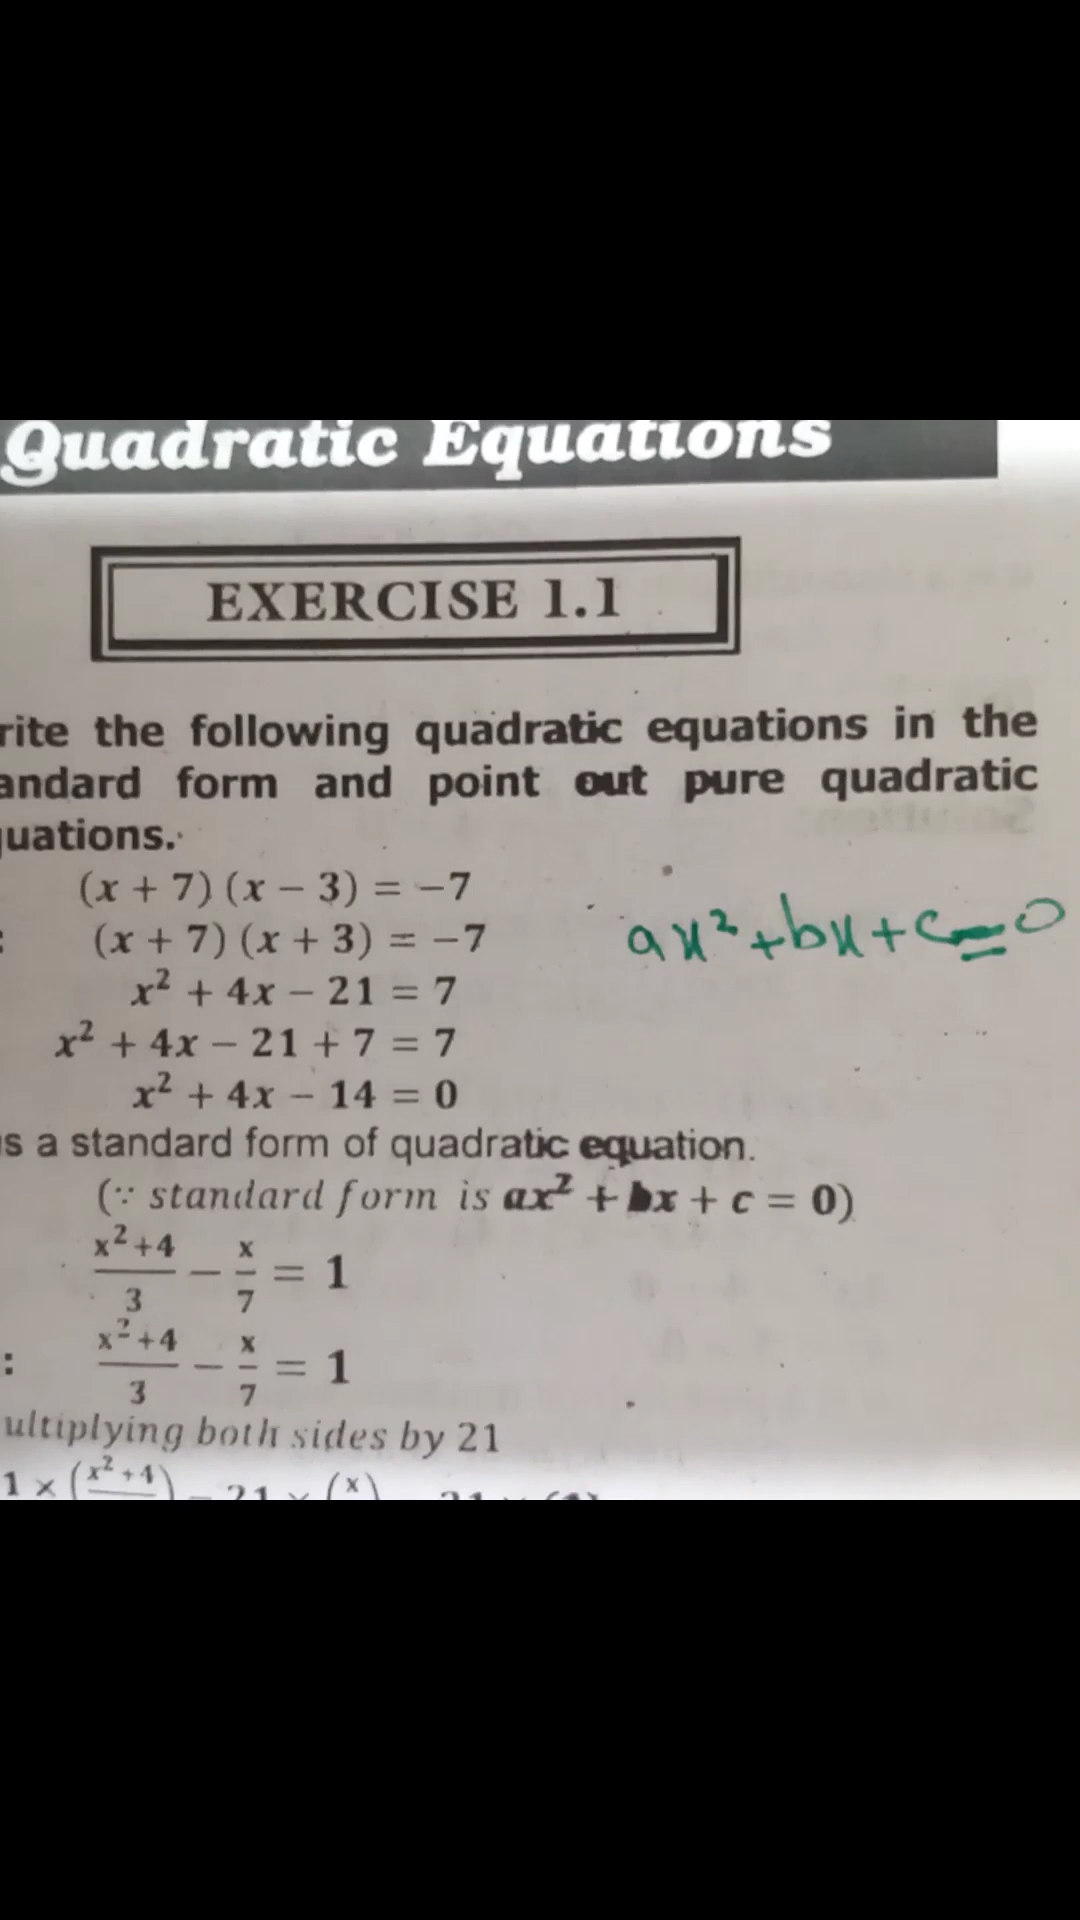 Quadratic Equations
EXERCISE 1.1
rite the following quadratic equations in the
andard form and point out pure quadratic
quations.
(x + 7) (x − 3) = −7
: (x + 7) (x + 3) = −7
ax² + bx + c = 0
x² + 4x − 21 = 7
x² + 4x − 21 + 7 = 7
x² + 4x − 14 = 0
s a standard form of quadratic equation.
(∵ standard form is ax² + bx + c = 0)
x²+4/3 − x/7 = 1
: x²+4/3 − x/7 = 1
ultiplying both sides by 21